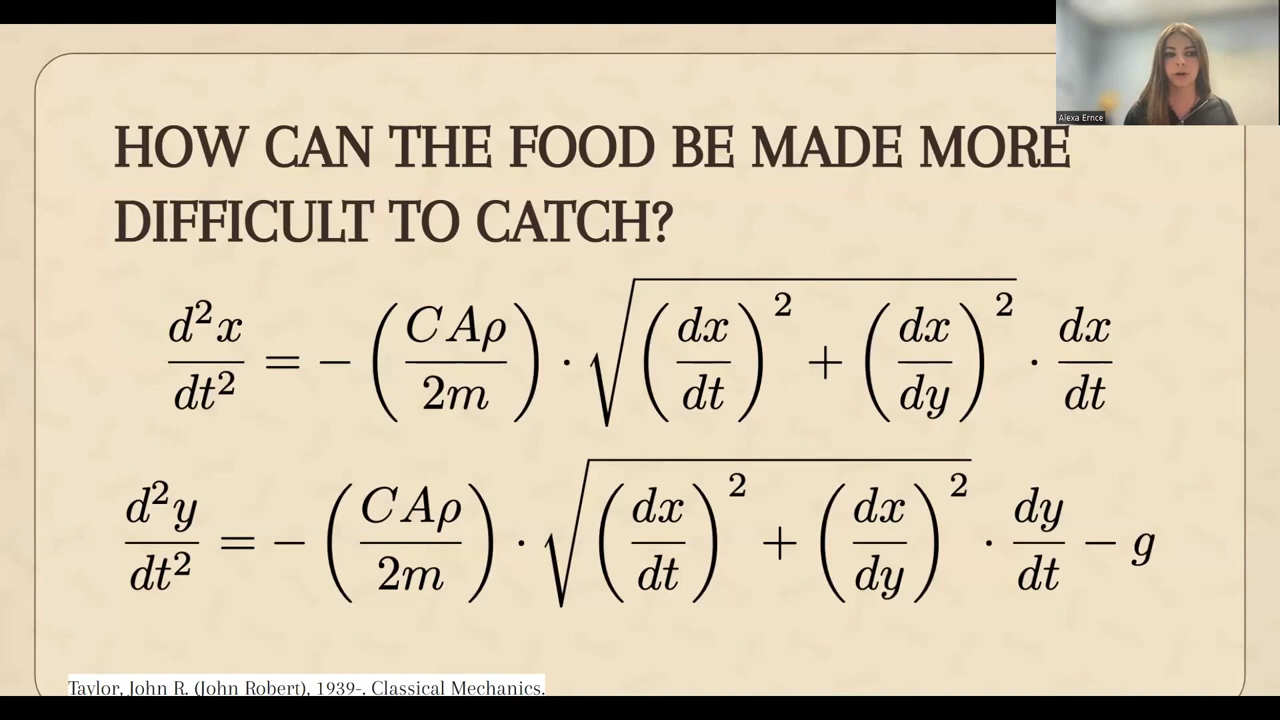 Alexa Ernce
HOW CAN THE FOOD BE MADE MORE
DIFFICULT TO CATCH?
d²x/dt² = −(CAρ/2m) · √((dx/dt)² + (dx/dy)²) · dx/dt
d²y/dt² = −(CAρ/2m) · √((dx/dt)² + (dx/dy)²) · dy/dt − g
Taylor, John R. (John Robert), 1939-. Classical Mechanics.